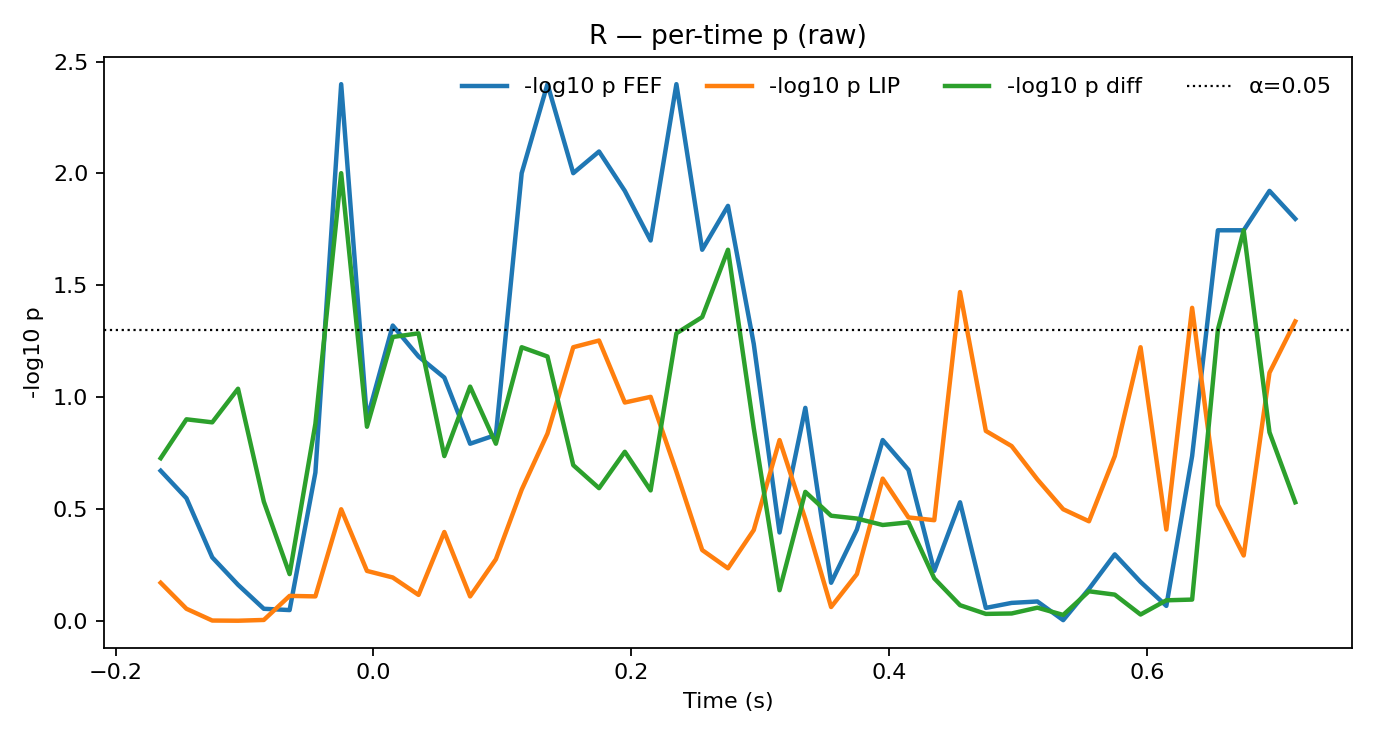 R — per-time p (raw)
-log10 p FEF -log10 p LIP -log10 p diff α=0.05
-log10 p
2.5
2.0
1.5
1.0
0.5
0.0
−0.2 0.0 0.2 0.4 0.6
Time (s)